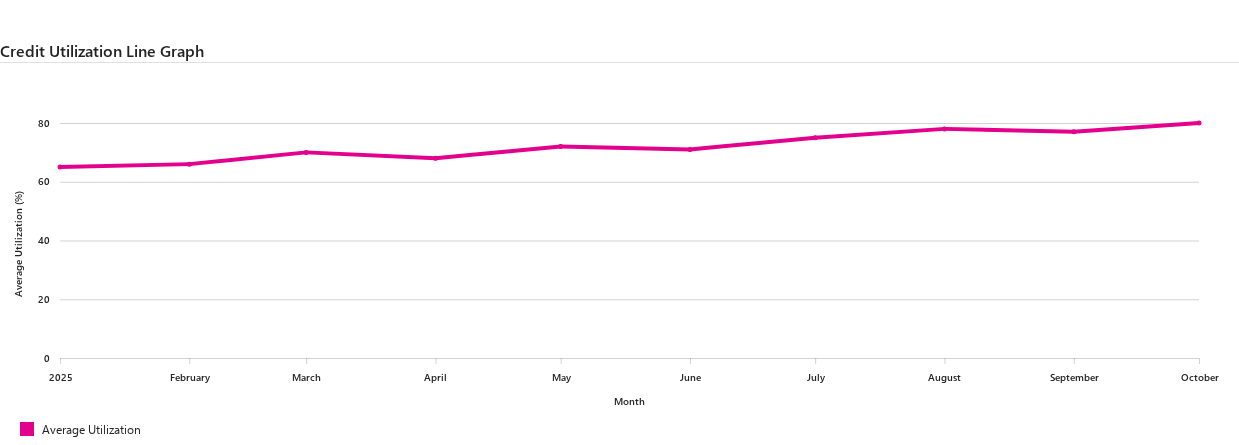 Credit Utilization Line Graph
80
60
40
20
0
Average Utilization (%)
2025 February March April May June July August September October
Month
Average Utilization